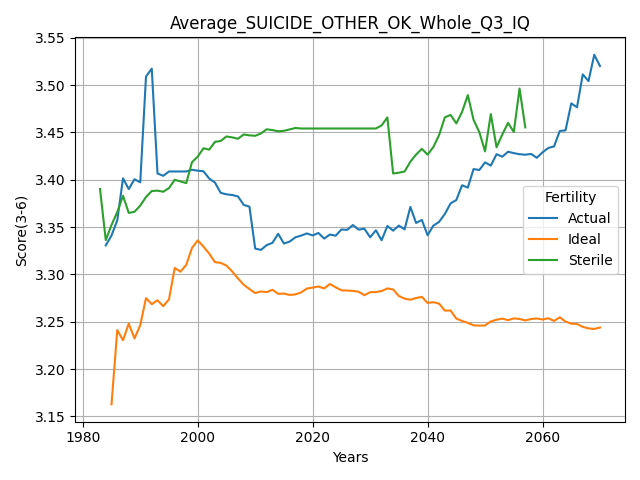 Average_SUICIDE_OTHER_OK_Whole_Q3_IQ
Score(3-6)
3.55
3.50
3.45
3.40
3.35
3.30
3.25
3.20
3.15
Fertility
Actual
Ideal
Sterile
1980
2000
2020
2040
2060
Years